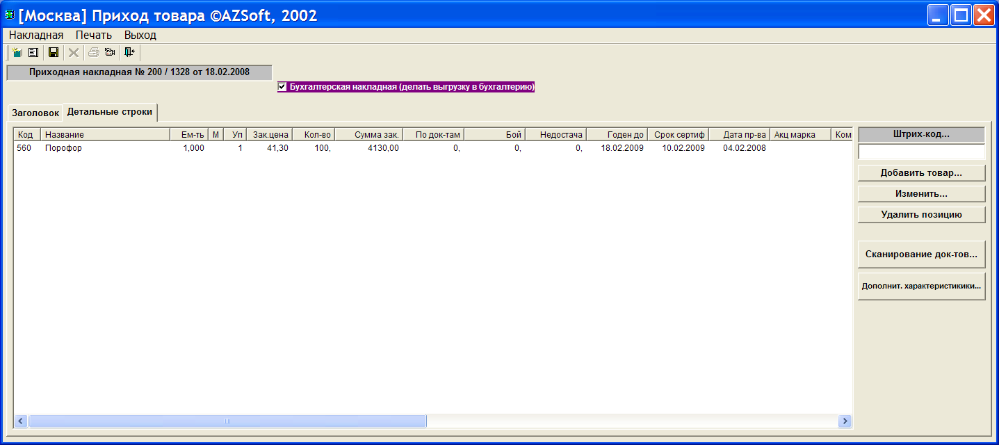 [Москва] Приход товара ©AZSoft, 2002
Накладная Печать Выход
Приходная накладная № 200 / 1328 от 18.02.2008
Бухгалтерская накладная (делать выгрузку в бухгалтерию)
Заголовок Детальные строки
Код Название Ем-ть М Уп Зак.цена Кол-во Сумма зак. По док-там Бой Недостача Годен до Срок сертиф Дата пр-ва Акц марка Ком
560 Порофор 1,000 1 41,30 100, 4130,00 0, 0, 0, 18.02.2009 10.02.2009 04.02.2008
Штрих-код...
Добавить товар...
Изменить...
Удалить позицию
Сканирование док-тов...
Дополнит. характеристикики...